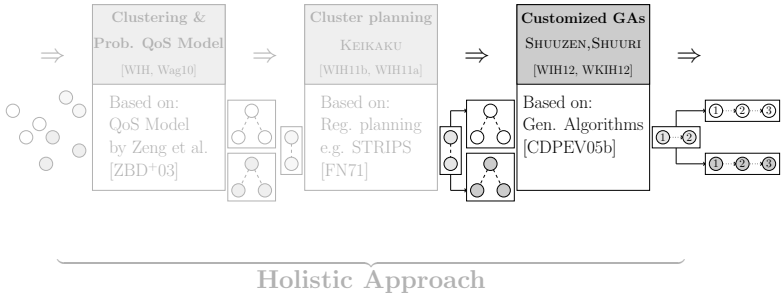 Clustering &
Prob. QoS Model
[WIH, Wag10]
Based on:
QoS Model
by Zeng et al.
[ZBD+03]
Cluster planning
KEIKAKU
[WIH11b, WIH11a]
Based on:
Reg. planning
e.g. STRIPS
[FN71]
Customized GAs
SHUUZEN,SHUURI
[WIH12, WKIH12]
Based on:
Gen. Algorithms
[CDPEV05b]
1 2
1 2 3
1 2 3
Holistic Approach